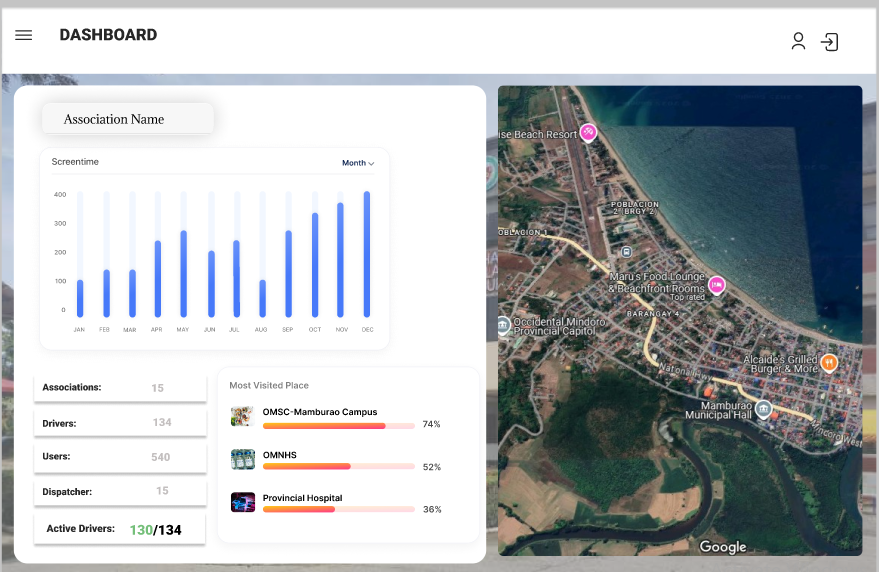 DASHBOARD
Association Name
Screentime
Month
400
300
200
100
0
JAN FEB MAR APR MAY JUN JUL AUG SEP OCT NOV DEC
Associations: 15
Drivers: 134
Users: 540
Dispatcher: 15
Active Drivers: 130/134
Most Visited Place
OMSC-Mamburao Campus
74%
OMNHS
52%
Provincial Hospital
36%
ise Beach Resort
POBLACION
2 (BRGY 2)
OBLACION 1
Maru's Food Lounge
& Beachfront Rooms
Top rated
BARANGAY 4
Occidental Mindoro
Provincial Capitol
Alcaide's Grilled
Burger & More
National Hwy
Mamburao
Municipal Hall
Mindoro West
Google